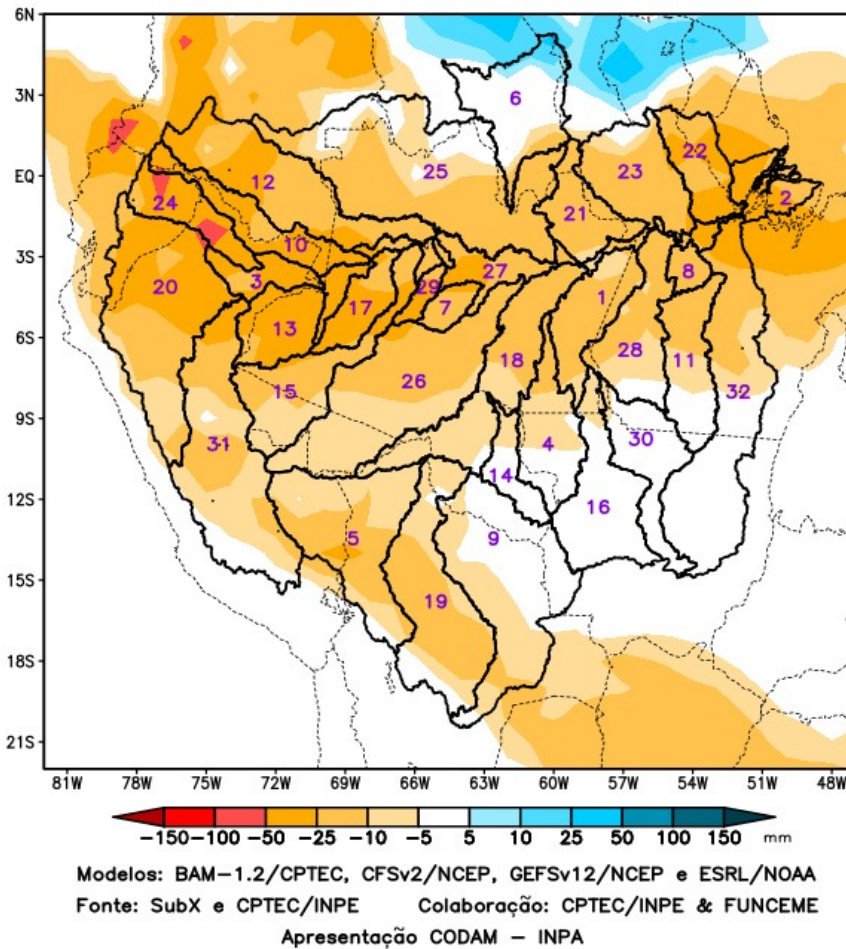 6N
6
3N
22
25
12
23
EQ
2
24
21
10
27
3S
8
3
29
20
1
17
7
13
6S
28
18
11
26
15
32
9S
30
31
4
14
12S
16
5
9
15S
19
18S
21S
81W 78W 75W 72W 69W 66W 63W 60W 57W 54W 51W 48W
-150 -100 -50 -25 -10 -5 5 10 25 50 100 150 mm
Modelos: BAM-1.2/CPTEC, CFSv2/NCEP, GEFSv12/NCEP e ESRL/NOAA
Fonte: SubX e CPTEC/INPE Colaboração: CPTEC/INPE & FUNCEME
Apresentação CODAM - INPA